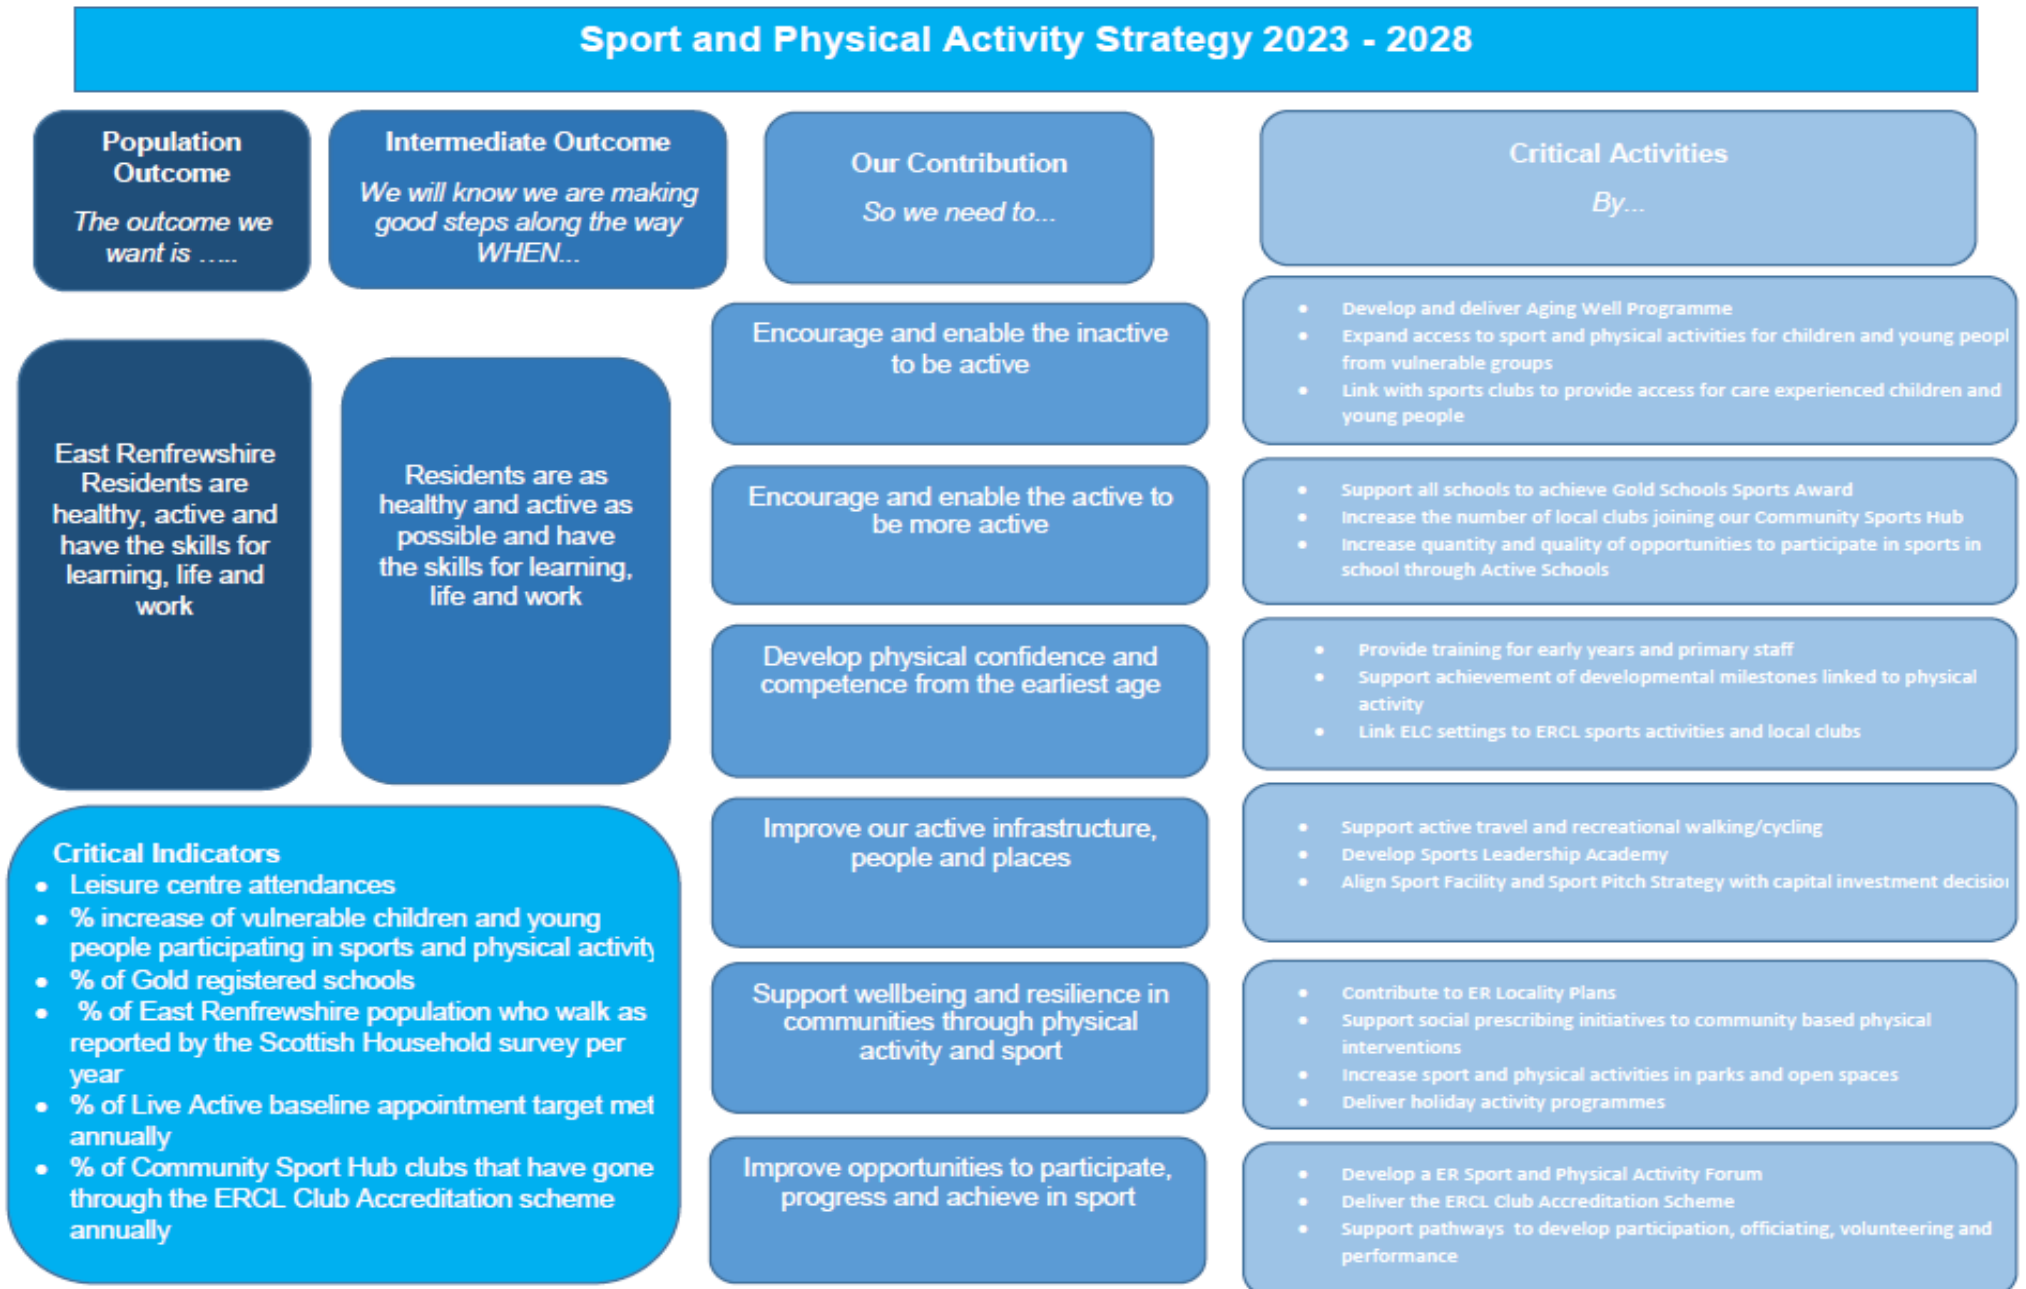 Sport and Physical Activity Strategy 2023 - 2028
Population
Outcome
The outcome we
want is …..
Intermediate Outcome
We will know we are making
good steps along the way
WHEN...
Our Contribution
So we need to...
Critical Activities
By...
East Renfrewshire
Residents are
healthy, active and
have the skills for
learning, life and
work
Residents are as
healthy and active as
possible and have
the skills for learning,
life and work
Encourage and enable the inactive
to be active
• Develop and deliver Aging Well Programme
• Expand access to sport and physical activities for children and young peopl
from vulnerable groups
• Link with sports clubs to provide access for care experienced children and
young people
Encourage and enable the active to
be more active
• Support all schools to achieve Gold Schools Sports Award
• Increase the number of local clubs joining our Community Sports Hub
• Increase quantity and quality of opportunities to participate in sports in
school through Active Schools
Develop physical confidence and
competence from the earliest age
• Provide training for early years and primary staff
• Support achievement of developmental milestones linked to physical
activity
• Link ELC settings to ERCL sports activities and local clubs
Improve our active infrastructure,
people and places
• Support active travel and recreational walking/cycling
• Develop Sports Leadership Academy
• Align Sport Facility and Sport Pitch Strategy with capital investment decision
Support wellbeing and resilience in
communities through physical
activity and sport
• Contribute to ER Locality Plans
• Support social prescribing initiatives to community based physical
interventions
• Increase sport and physical activities in parks and open spaces
• Deliver holiday activity programmes
Improve opportunities to participate,
progress and achieve in sport
• Develop a ER Sport and Physical Activity Forum
• Deliver the ERCL Club Accreditation Scheme
• Support pathways to develop participation, officiating, volunteering and
performance
Critical Indicators
• Leisure centre attendances
• % increase of vulnerable children and young
people participating in sports and physical activity
• % of Gold registered schools
• % of East Renfrewshire population who walk as
reported by the Scottish Household survey per
year
• % of Live Active baseline appointment target met
annually
• % of Community Sport Hub clubs that have gone
through the ERCL Club Accreditation scheme
annually